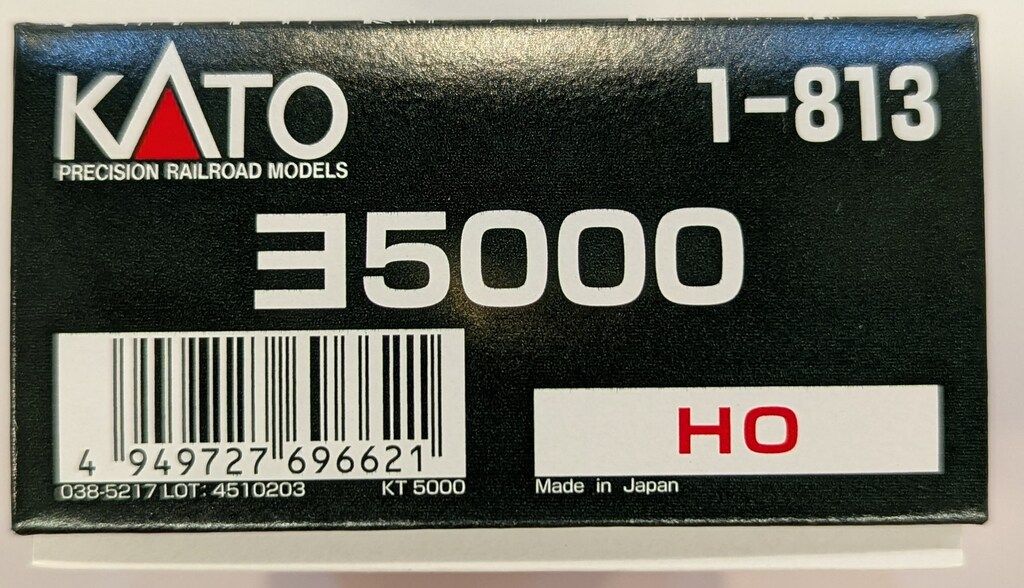 KATO
PRECISION RAILROAD MODELS
1-813
ヨ5000
4 949727 696621
038-5217 LOT: 4510203
KT 5000
HO
Made in Japan